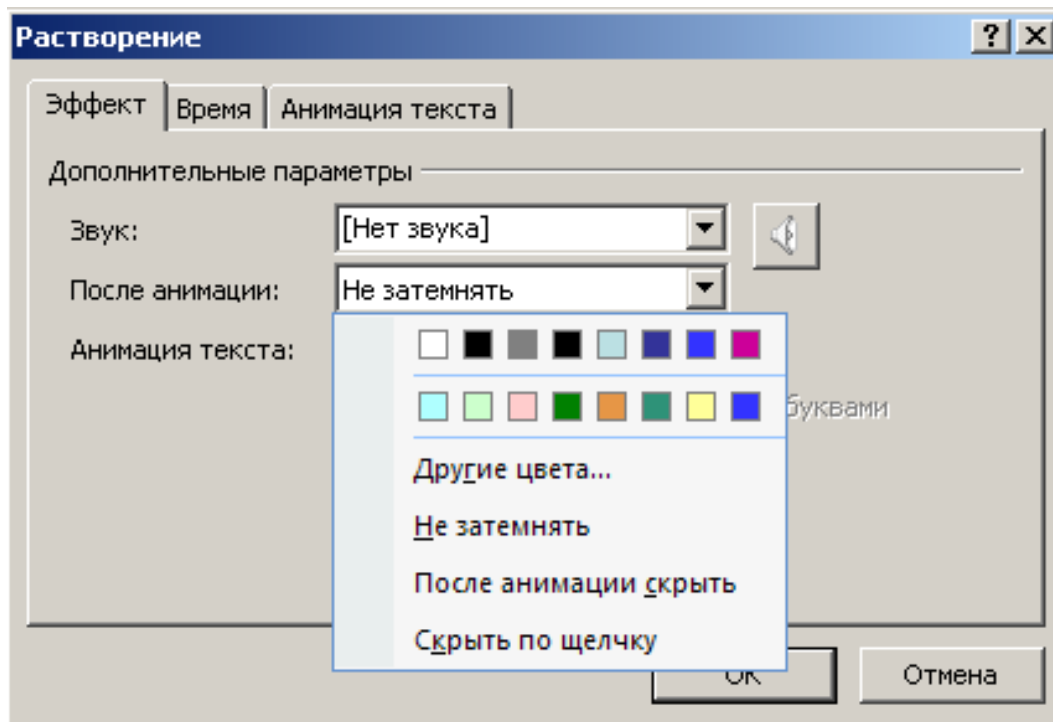 Растворение
Эффект
Время
Анимация текста
Дополнительные параметры
Звук:
[Нет звука]
После анимации:
Не затемнять
Анимация текста:
буквами
Другие цвета...
Не затемнять
После анимации скрыть
Скрыть по щелчку
ОК
Отмена